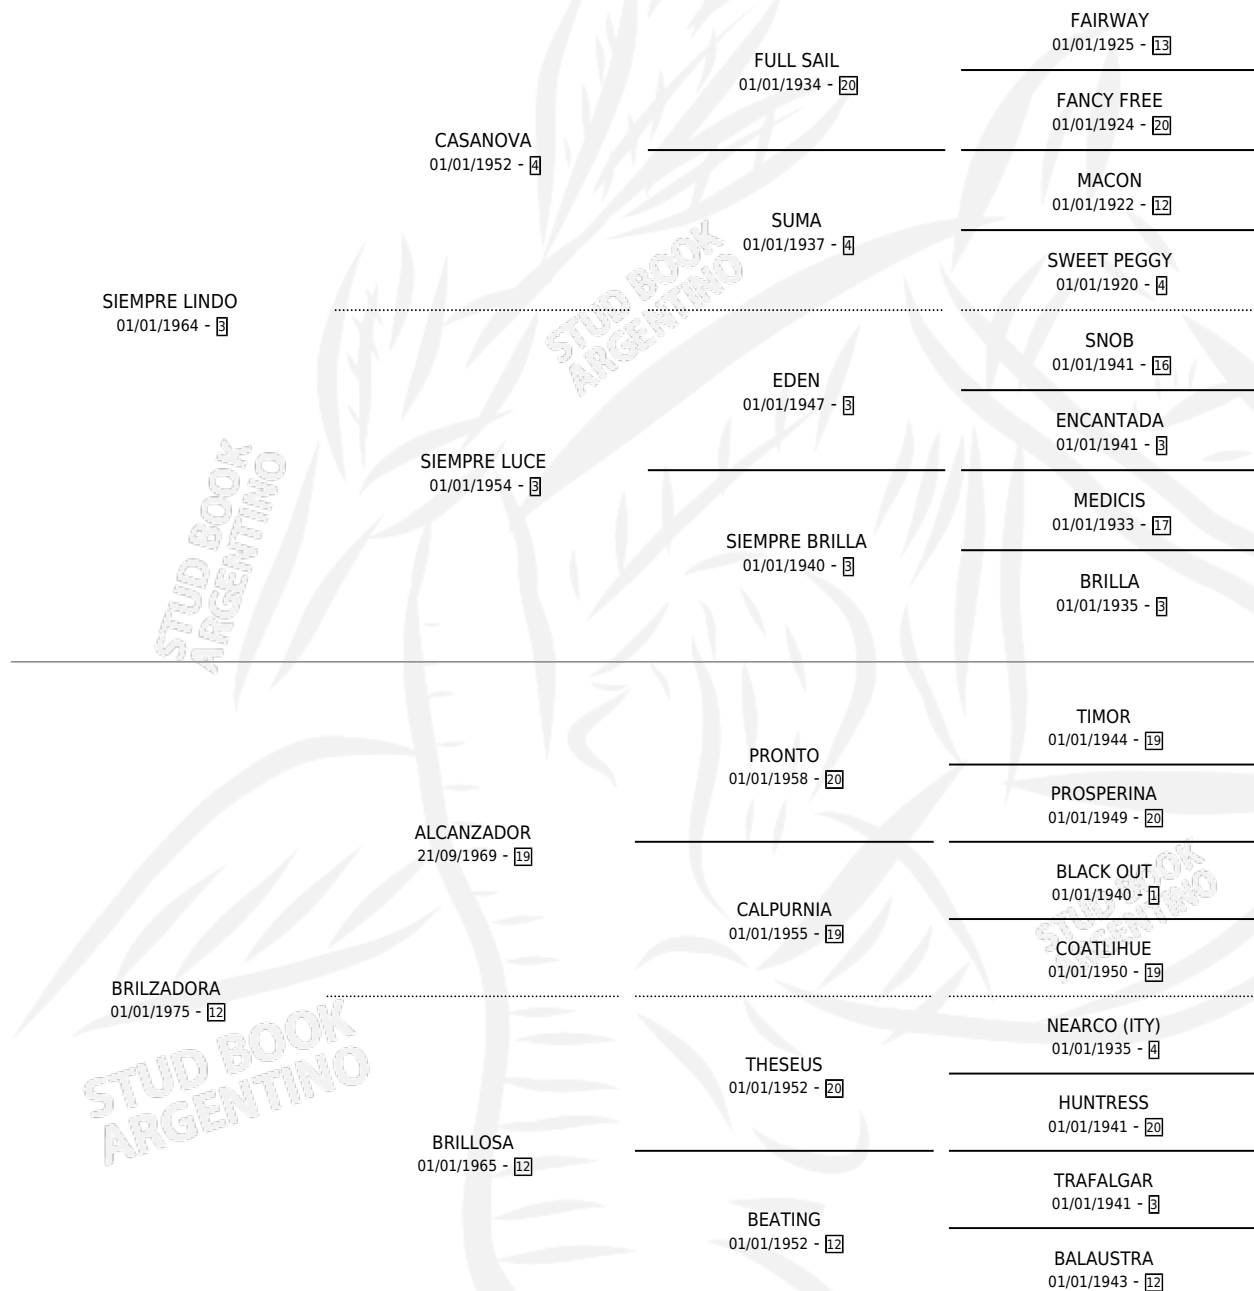 FAIRWAY
01/01/1925 - 13
FULL SAIL
01/01/1934 - 20
FANCY FREE
01/01/1924 - 20
CASANOVA
01/01/1952 - 4
MACON
01/01/1922 - 12
SUMA
01/01/1937 - 4
SWEET PEGGY
01/01/1920 - 4
SIEMPRE LINDO
01/01/1964 - 3
STUD BOOK
ARGENTINO
SNOB
01/01/1941 - 16
EDEN
01/01/1947 - 3
ENCANTADA
01/01/1941 - 3
SIEMPRE LUCE
01/01/1954 - 3
MEDICIS
01/01/1933 - 17
SIEMPRE BRILLA
01/01/1940 - 3
BRILLA
01/01/1935 - 3
STUD BOOK
ARGENTINO
TIMOR
01/01/1944 - 19
PRONTO
01/01/1958 - 20
PROSPERINA
01/01/1949 - 20
ALCANZADOR
21/09/1969 - 19
BLACK OUT
01/01/1940 - 1
CALPURNIA
01/01/1955 - 19
STUD BOOK
ARGENTINO
COATLIHUE
01/01/1950 - 19
BRILZADORA
01/01/1975 - 12
NEARCO (ITY)
01/01/1935 - 4
THESEUS
01/01/1952 - 20
STUD BOOK
ARGENTINO
HUNTRESS
01/01/1941 - 20
BRILLOSA
01/01/1965 - 12
TRAFALGAR
01/01/1941 - 3
BEATING
01/01/1952 - 12
BALAUSTRA
01/01/1943 - 12